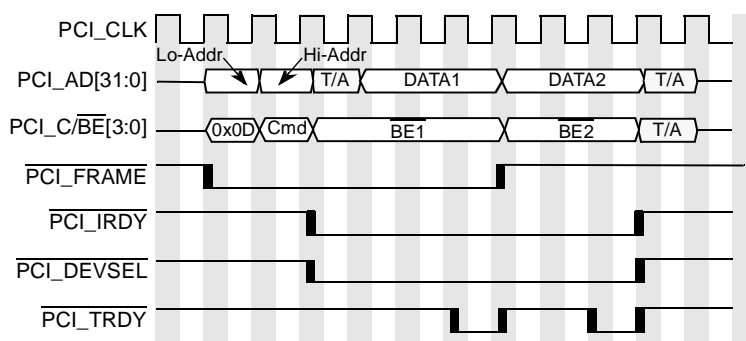 PCI_CLK
Lo-Addr Hi-Addr
PCI_AD[31:0] T/A DATA1 DATA2 T/A
PCI_C/BE[3:0] 0x0D Cmd BE1 BE2 T/A
PCI_FRAME
PCI_IRDY
PCI_DEVSEL
PCI_TRDY